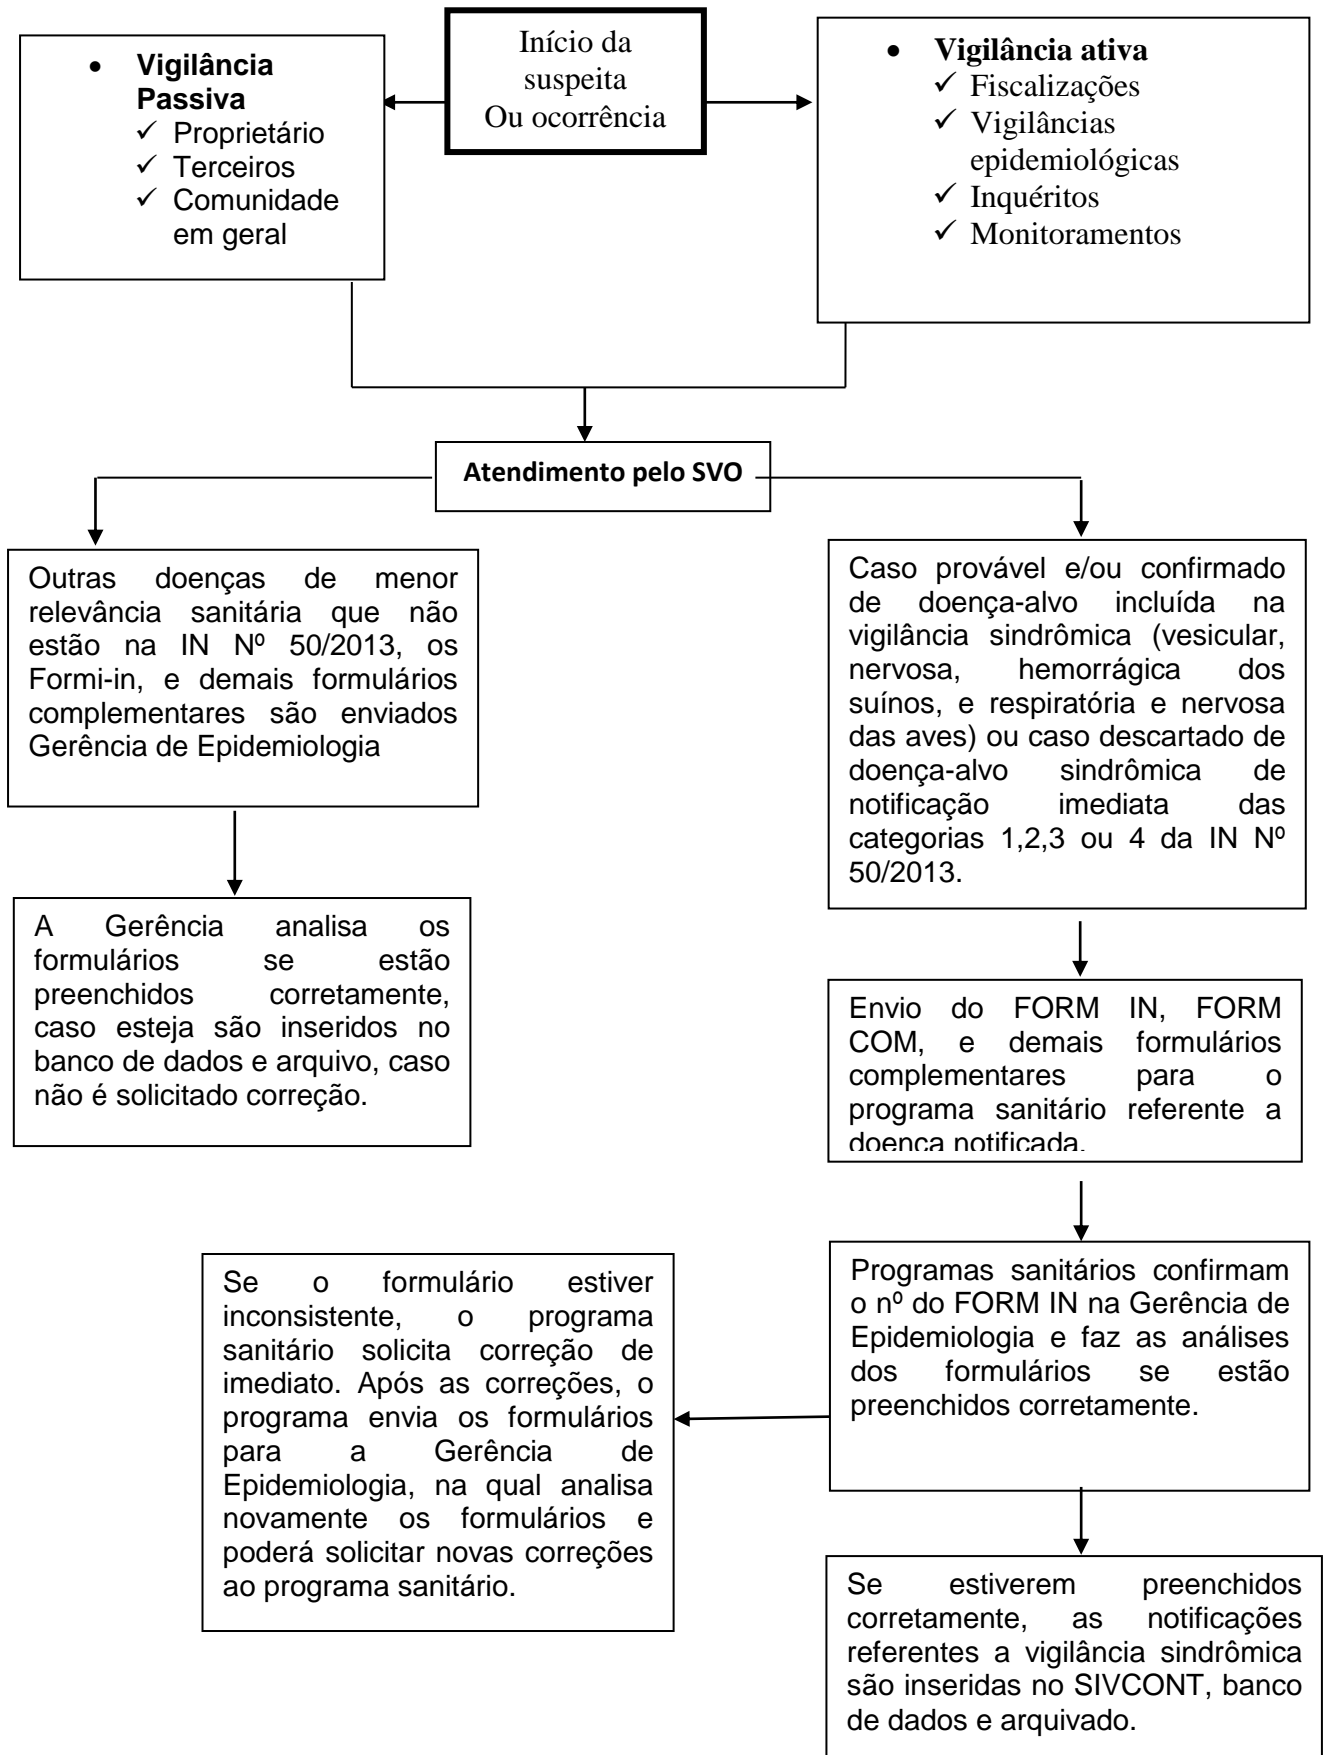 Início da
suspeita
Ou ocorrência
• Vigilância
Passiva
✓ Proprietário
✓ Terceiros
✓ Comunidade
em geral
• Vigilância ativa
✓ Fiscalizações
✓ Vigilâncias
epidemiológicas
✓ Inquéritos
✓ Monitoramentos
Atendimento pelo SVO
Outras doenças de menor
relevância sanitária que não
estão na IN Nº 50/2013, os
Formi-in, e demais formulários
complementares são enviados
Gerência de Epidemiologia
A Gerência analisa os
formulários se estão
preenchidos corretamente,
caso esteja são inseridos no
banco de dados e arquivo, caso
não é solicitado correção.
Caso provável e/ou confirmado
de doença-alvo incluída na
vigilância sindrômica (vesicular,
nervosa, hemorrágica dos
suínos, e respiratória e nervosa
das aves) ou caso descartado de
doença-alvo sindrômica de
notificação imediata das
categorias 1,2,3 ou 4 da IN Nº
50/2013.
Envio do FORM IN, FORM
COM, e demais formulários
complementares para o
programa sanitário referente a
doença notificada.
Programas sanitários confirmam
o nº do FORM IN na Gerência de
Epidemiologia e faz as análises
dos formulários se estão
preenchidos corretamente.
Se o formulário estiver
inconsistente, o programa
sanitário solicita correção de
imediato. Após as correções, o
programa envia os formulários
para a Gerência de
Epidemiologia, na qual analisa
novamente os formulários e
poderá solicitar novas correções
ao programa sanitário.
Se estiverem preenchidos
corretamente, as notificações
referentes a vigilância sindrômica
são inseridas no SIVCONT, banco
de dados e arquivado.